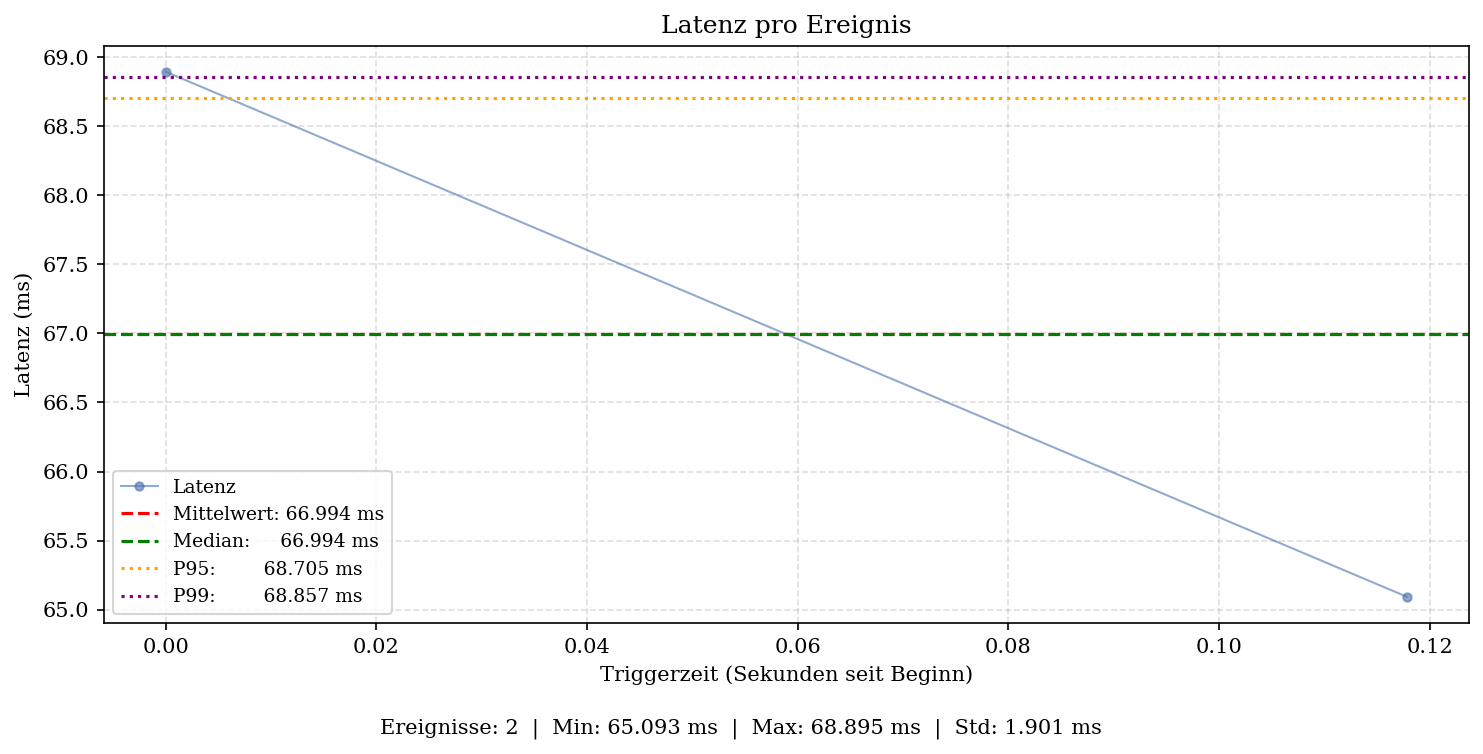 Latenz pro Ereignis
69.0
68.5
68.0
67.5
67.0
66.5
66.0
65.5
65.0
Latenz (ms)
Latenz
Mittelwert: 66.994 ms
Median: 66.994 ms
P95: 68.705 ms
P99: 68.857 ms
0.00 0.02 0.04 0.06 0.08 0.10 0.12
Triggerzeit (Sekunden seit Beginn)
Ereignisse: 2 | Min: 65.093 ms | Max: 68.895 ms | Std: 1.901 ms